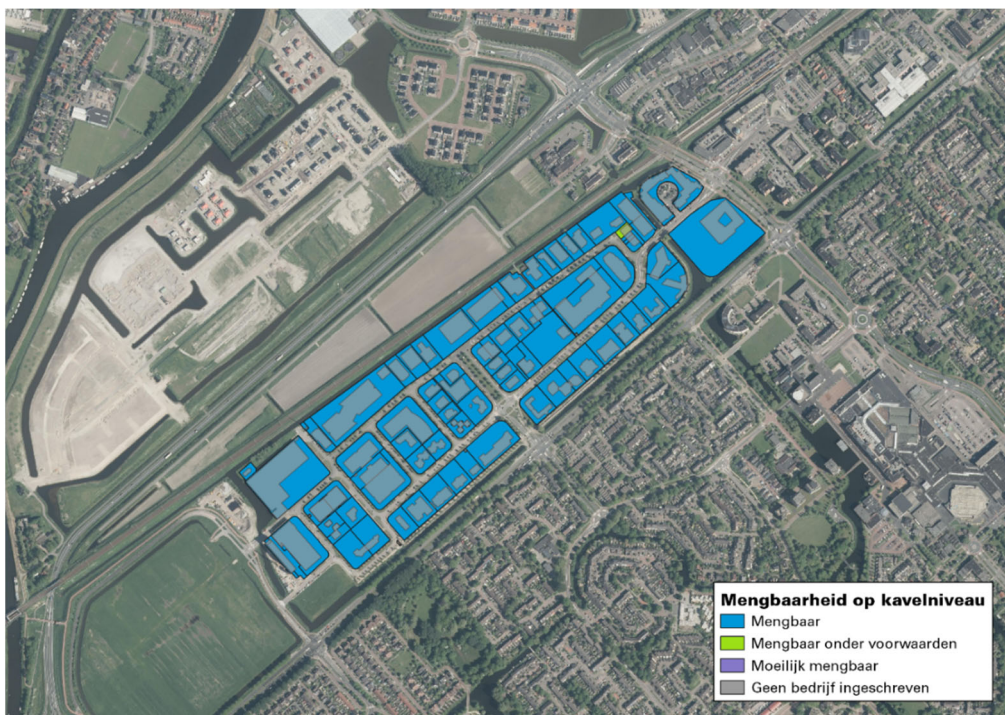 Mengbaarheid op kavelniveau
Mengbaar
Mengbaar onder voorwaarden
Moeilijk mengbaar
Geen bedrijf ingeschreven